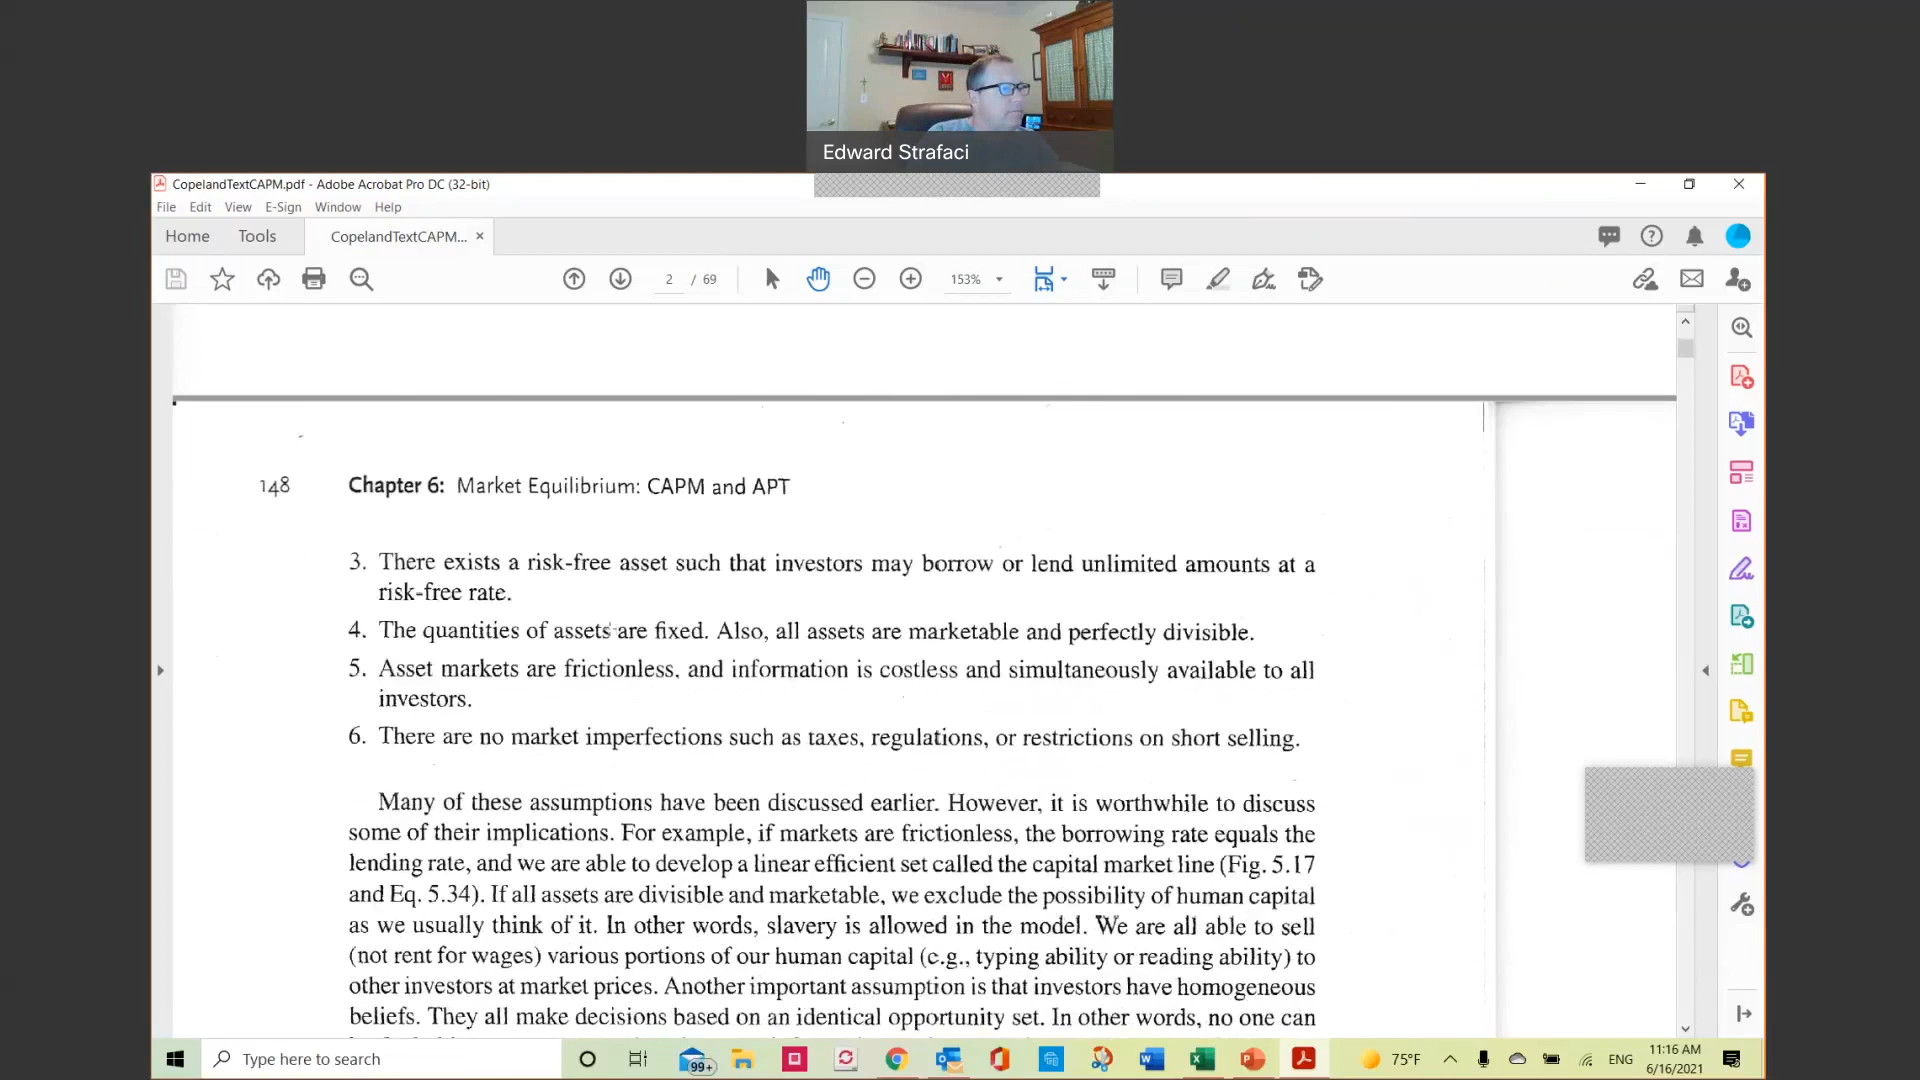 Edward Strafaci
CopelandTextCAPM.pdf - Adobe Acrobat Pro DC (32-bit)
File Edit View E-Sign Window Help
Home Tools CopelandTextCAPM... ×
2 / 69 153%
148 Chapter 6: Market Equilibrium: CAPM and APT
3. There exists a risk-free asset such that investors may borrow or lend unlimited amounts at a
risk-free rate.
4. The quantities of assets are fixed. Also, all assets are marketable and perfectly divisible.
5. Asset markets are frictionless, and information is costless and simultaneously available to all
investors.
6. There are no market imperfections such as taxes, regulations, or restrictions on short selling.
Many of these assumptions have been discussed earlier. However, it is worthwhile to discuss
some of their implications. For example, if markets are frictionless, the borrowing rate equals the
lending rate, and we are able to develop a linear efficient set called the capital market line (Fig. 5.17
and Eq. 5.34). If all assets are divisible and marketable, we exclude the possibility of human capital
as we usually think of it. In other words, slavery is allowed in the model. We are all able to sell
(not rent for wages) various portions of our human capital (e.g., typing ability or reading ability) to
other investors at market prices. Another important assumption is that investors have homogeneous
beliefs. They all make decisions based on an identical opportunity set. In other words, no one can
Type here to search
99+
75°F
ENG
11:16 AM
6/16/2021